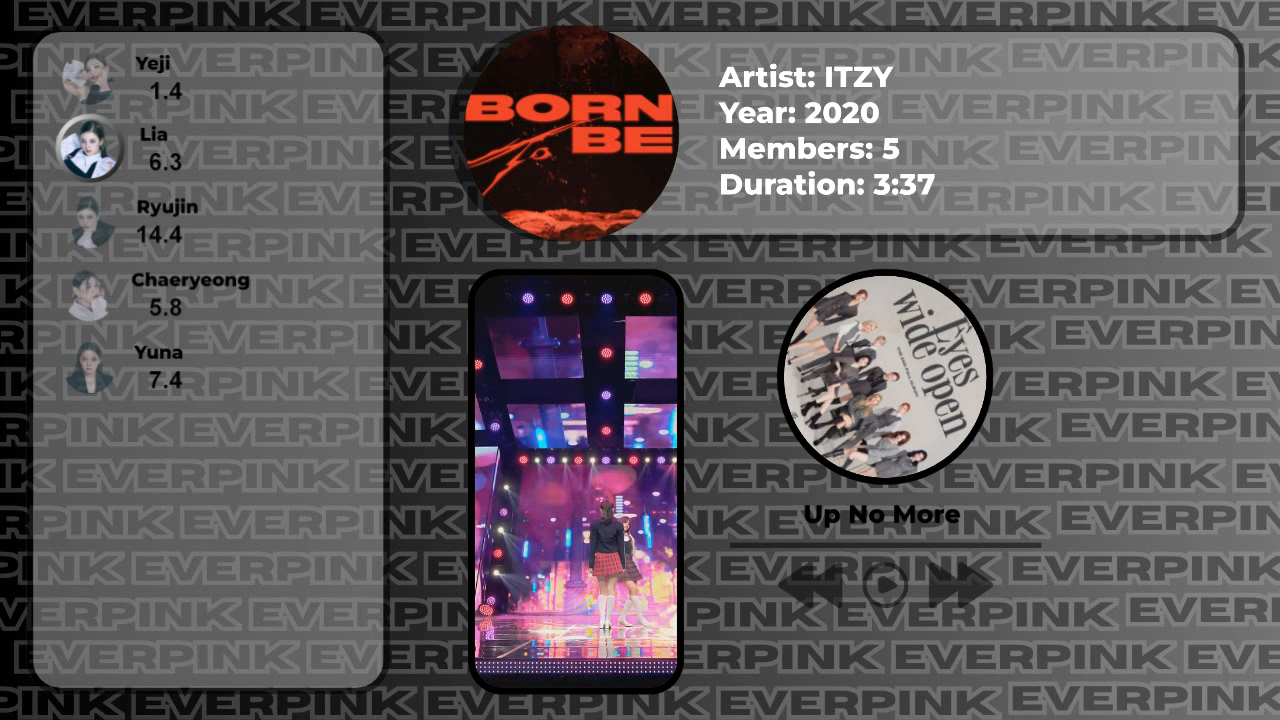 EVERPINK
Yeji
1.4
Lia
6.3
Ryujin
14.4
Chaeryeong
5.8
Yuna
7.4
BORN
TO
BE
Artist: ITZY
Year: 2020
Members: 5
Duration: 3:37
Eyes
wide open
Up No More